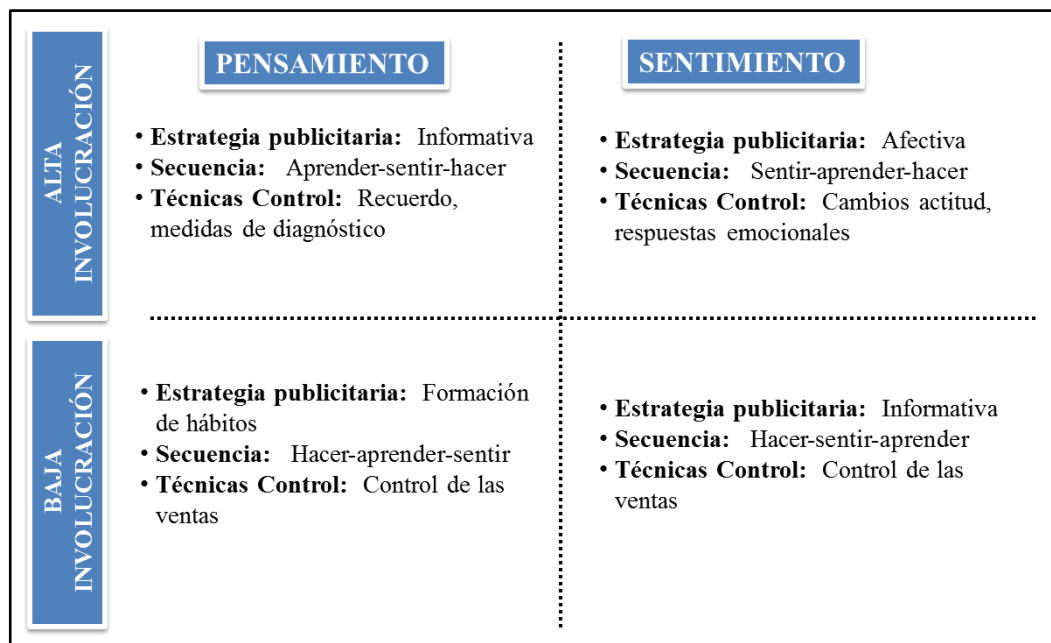 PENSAMIENTO
SENTIMIENTO
ALTA
INVOLUCRACIÓN
• Estrategia publicitaria: Informativa
• Secuencia: Aprender-sentir-hacer
• Técnicas Control: Recuerdo,
medidas de diagnóstico
• Estrategia publicitaria: Afectiva
• Secuencia: Sentir-aprender-hacer
• Técnicas Control: Cambios actitud,
respuestas emocionales
BAJA
INVOLUCRACIÓN
• Estrategia publicitaria: Formación
de hábitos
• Secuencia: Hacer-aprender-sentir
• Técnicas Control: Control de las
ventas
• Estrategia publicitaria: Informativa
• Secuencia: Hacer-sentir-aprender
• Técnicas Control: Control de las
ventas